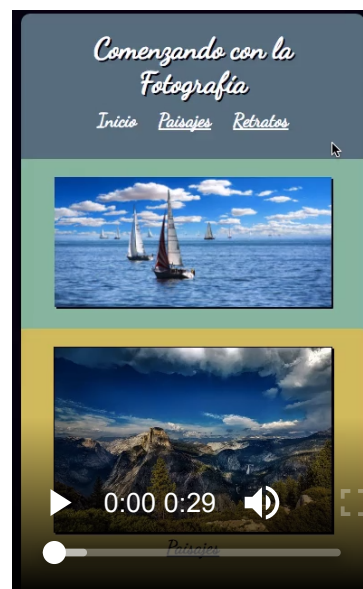 Comenzando con la
Fotografía
Inicio Paisajes Retratos
0:00 0:29
Paisajes